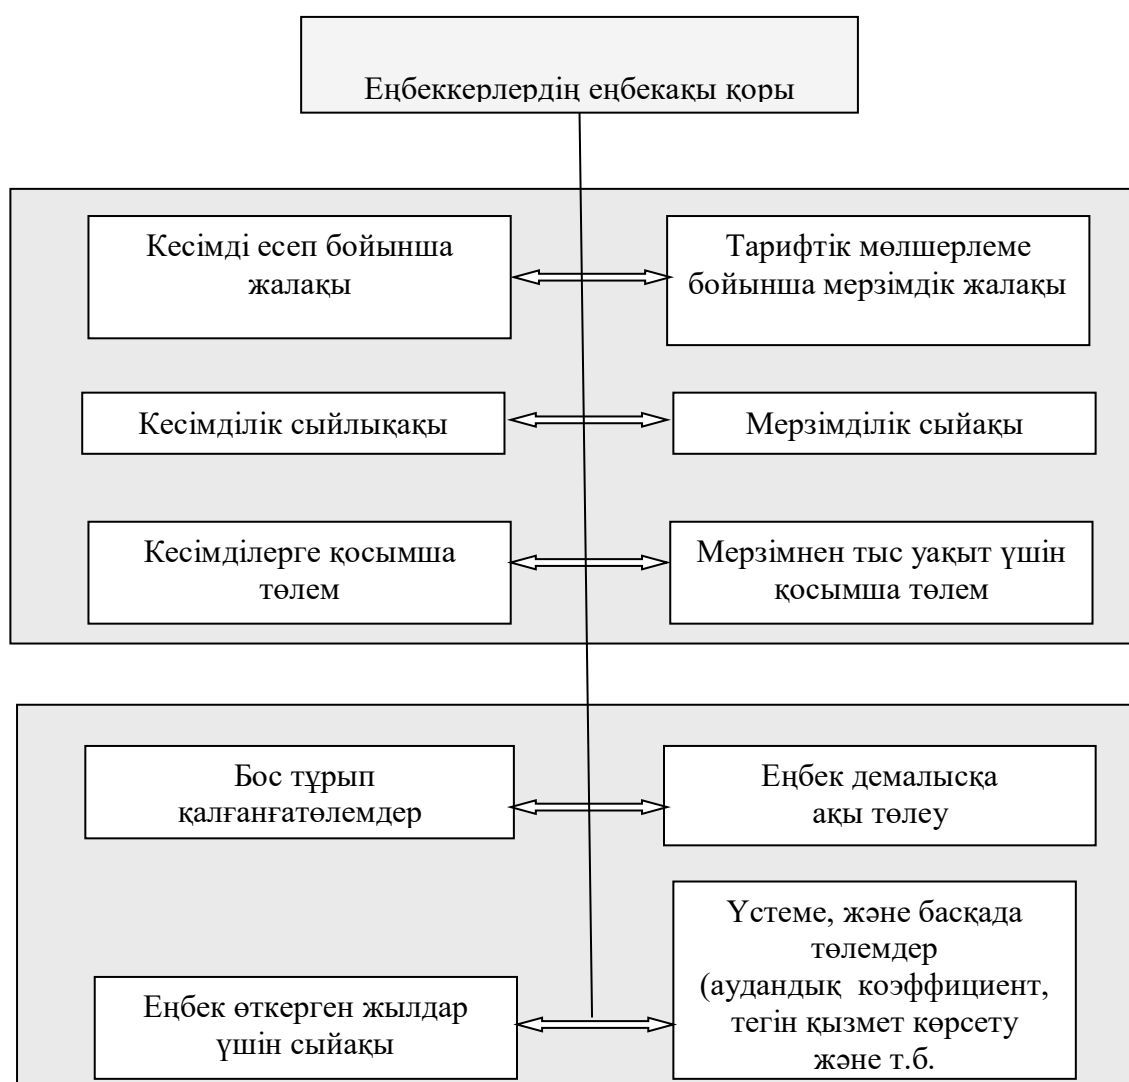 Еңбеккерлердің еңбекақы қоры
Кесімді есеп бойынша
жалақы
Тарифтік мөлшерлеме
бойынша мерзімдік жалақы
Кесімділік сыйлықақы
Мерзімділік сыйақы
Кесімділерге қосымша
төлем
Мерзімнен тыс уақыт үшін
қосымша төлем
Бос тұрып
қалғанғатөлемдер
Еңбек демалысқа
ақы төлеу
Еңбек өткерген жылдар
үшін сыйақы
Үстеме, және басқада
төлемдер
(аудандық коэффициент,
тегін қызмет көрсету
және т.б.